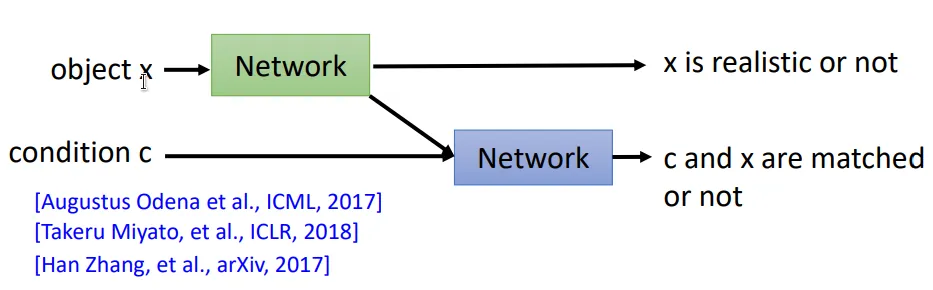 object x
Network
x is realistic or not
condition c
Network
c and x are matched
or not
[Augustus Odena et al., ICML, 2017]
[Takeru Miyato, et al., ICLR, 2018]
[Han Zhang, et al., arXiv, 2017]